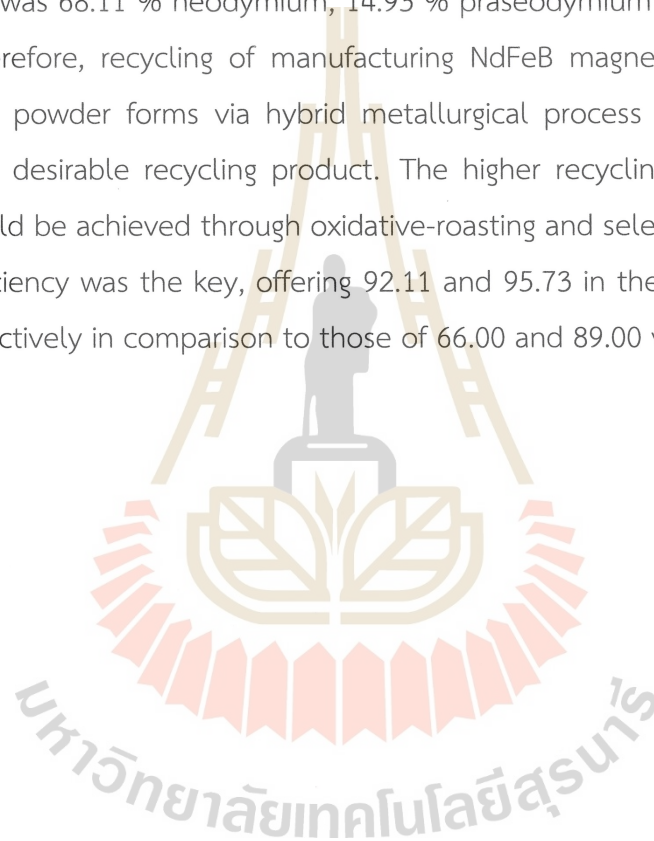 was 68.11 % neodymium, 14.93 % praseodymium
refore, recycling of manufacturing NdFeB magne
powder forms via hybrid metallurgical process
desirable recycling product. The higher recyclin
ld be achieved through oxidative-roasting and sele
iency was the key, offering 92.11 and 95.73 in the
ctively in comparison to those of 66.00 and 89.00
มหาวิทยาลัยเทคโนโลยีสุรนารี